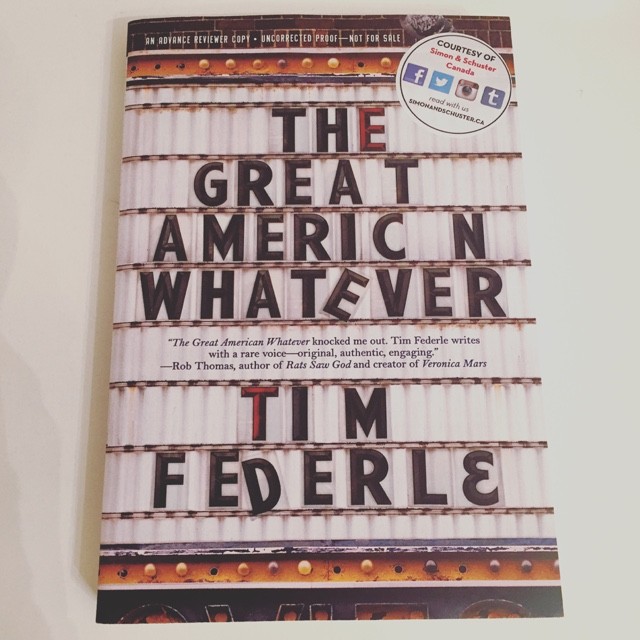 AN ADVANCE REVIEWER COPY • UNCORRECTED PROOF—NOT FOR SALE
COURTESY OF
Simon & Schuster
Canada
f t
read with us
SIMONANDSCHUSTER.CA
THE
GREAT
AMERIC N
WHATEVER
“The Great American Whatever knocked me out. Tim Federle writes
with a rare voice—original, authentic, engaging.”
—Rob Thomas, author of Rats Saw God and creator of Veronica Mars
TIM
FEDERLE